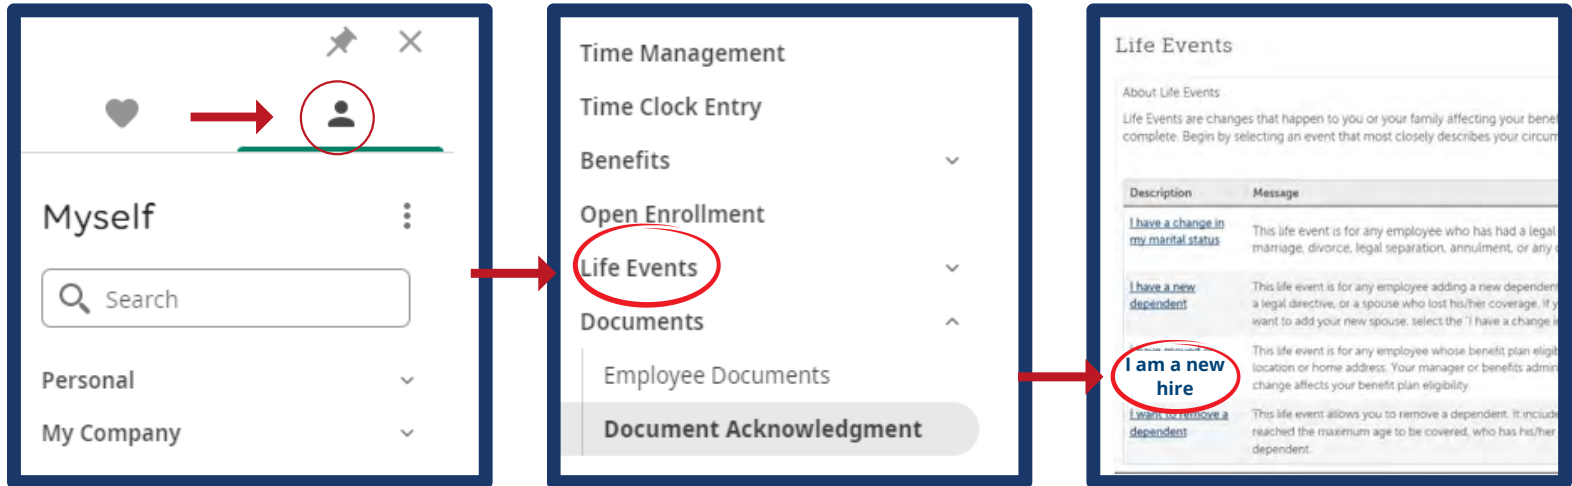 Myself
Search
Personal
My Company
Time Management
Time Clock Entry
Benefits
Open Enrollment
Life Events
Documents
Employee Documents
Document Acknowledgment
Life Events
About Life Events
Life Events are changes that happen to you or your family affecting your
complete. Begin by selecting an event that most closely describes your
Description Message
I have a change in
my marital status
This life event is for any employee who has had a legal
marriage, divorce, legal separation, annulment, or any
I have a new
dependent
This life event is for any employee adding a new dependent
a legal directive, or a spouse who lost his/her coverage. If
want to add your new spouse, select the "I have a change
I am a new
hire
This life event is for any employee whose benefit plan
location or home address. Your manager or benefits
change affects your benefit plan eligibility.
I want to remove a
dependent
This life event allows you to remove a dependent. It
reached the maximum age to be covered, who has his/her
dependent.